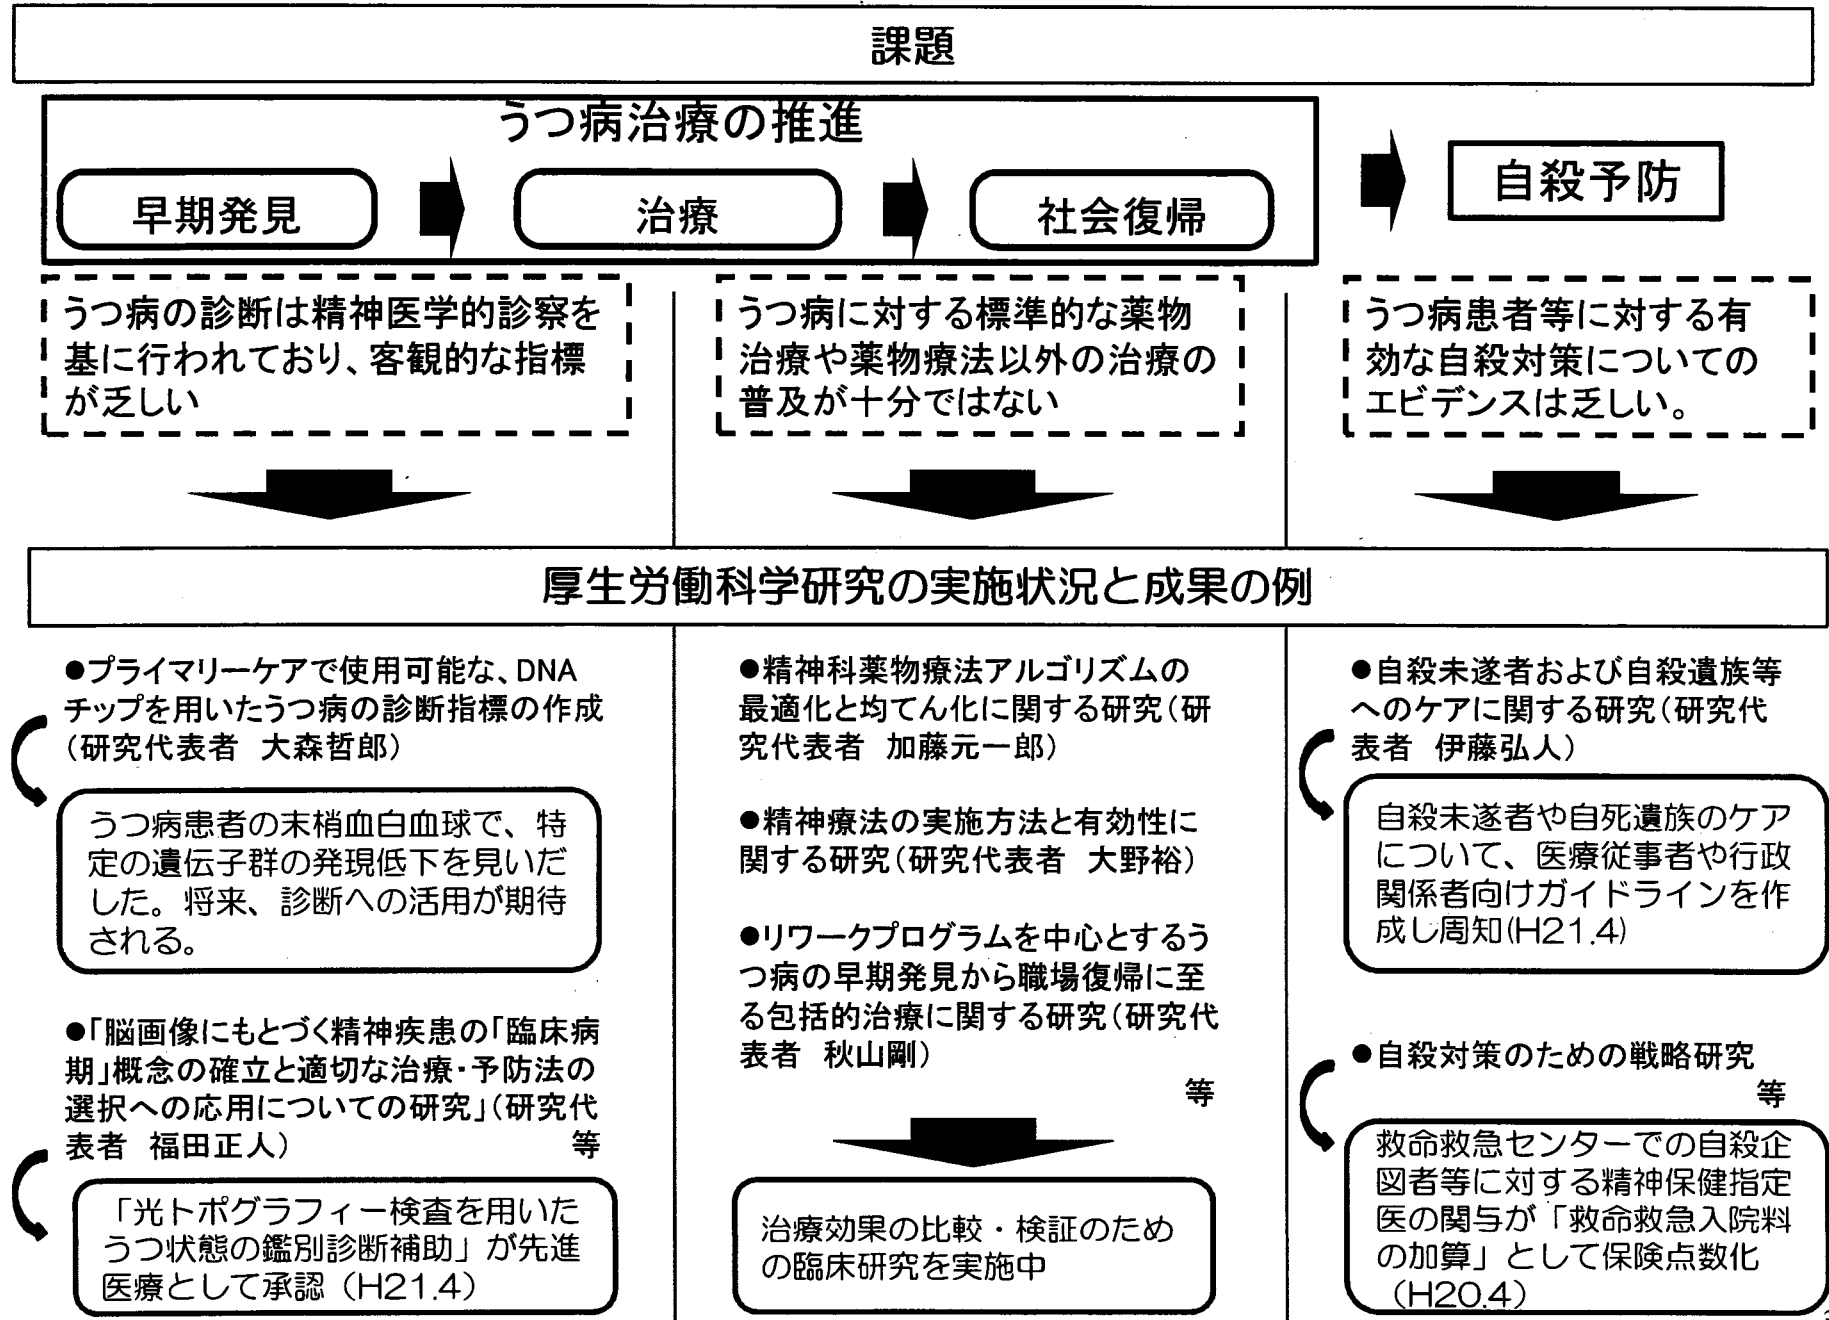 課題
うつ病治療の推進
早期発見
治療
社会復帰
自殺予防
うつ病の診断は精神医学的診察を
基に行われており、客観的な指標
が乏しい
うつ病に対する標準的な薬物
治療や薬物療法以外の治療の
普及が十分ではない
うつ病患者等に対する有
効な自殺対策についての
エビデンスは乏しい。
厚生労働科学研究の実施状況と成果の例
●プライマリーケアで使用可能な、DNA
チップを用いたうつ病の診断指標の作成
(研究代表者 大森哲郎)
うつ病患者の末梢血白血球で、特
定の遺伝子群の発現低下を見いだ
した。将来、診断への活用が期待
される。
●「脳画像にもとづく精神疾患の「臨床病
期」概念の確立と適切な治療・予防法の
選択への応用についての研究」(研究代
表者 福田正人) 等
「光トポグラフィー検査を用いた
うつ状態の鑑別診断補助」が先進
医療として承認（H21.4）
●精神科薬物療法アルゴリズムの
最適化と均てん化に関する研究(研
究代表者 加藤元一郎)
●精神療法の実施方法と有効性に
関する研究(研究代表者 大野裕)
●リワークプログラムを中心とするう
つ病の早期発見から職場復帰に至
る包括的治療に関する研究(研究代
表者 秋山剛)
等
治療効果の比較・検証のため
の臨床研究を実施中
●自殺未遂者および自殺遺族等
へのケアに関する研究(研究代
表者 伊藤弘人)
自殺未遂者や自死遺族のケア
について、医療従事者や行政
関係者向けガイドラインを作
成し周知(H21.4)
●自殺対策のための戦略研究
等
救命救急センターでの自殺企
図者等に対する精神保健指定
医の関与が「救命救急入院料
の加算」として保険点数化
（H20.4）